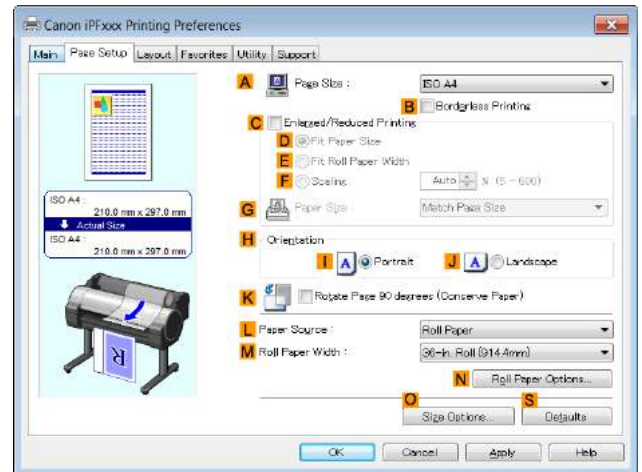 Canon iPFxxx Printing Preferences
Main Page Setup Layout Favorites Utility Support
A Page Size : ISO A4
B Borderless Printing
C Enlarged/Reduced Printing
D Fit Paper Size
E Fit Roll Paper Width
F Scaling Auto % (5 - 600)
G Paper Size : Match Page Size
ISO A4 :
210.0 mm x 297.0 mm
Actual Size
ISO A4 :
210.0 mm x 297.0 mm
H Orientation
I A Portrait J A Landscape
K Rotate Page 90 degrees (Conserve Paper)
L Paper Source : Roll Paper
M Roll Paper Width : 36-in. Roll (914.4mm)
N Roll Paper Options...
O Size Options... S Defaults
R
OK Cancel Apply Help